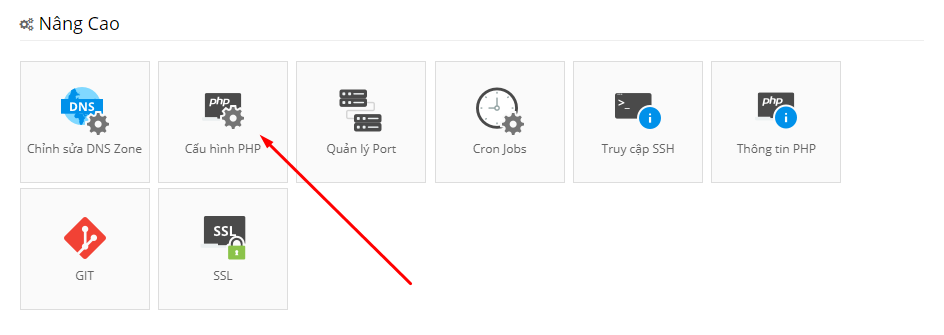 Nâng Cao
DNS
php
>_
i
php
i
Chỉnh sửa DNS Zone
Cấu hình PHP
Quản lý Port
Cron Jobs
Truy cập SSH
Thông tin PHP
SSL
GIT
SSL